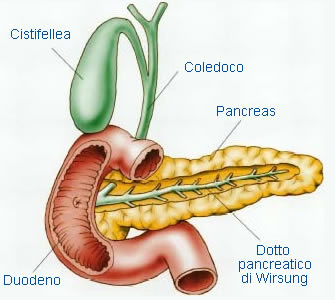 Cistifellea
Coledoco
Pancreas
Dotto
pancreatico
di Wirsung
Duodeno